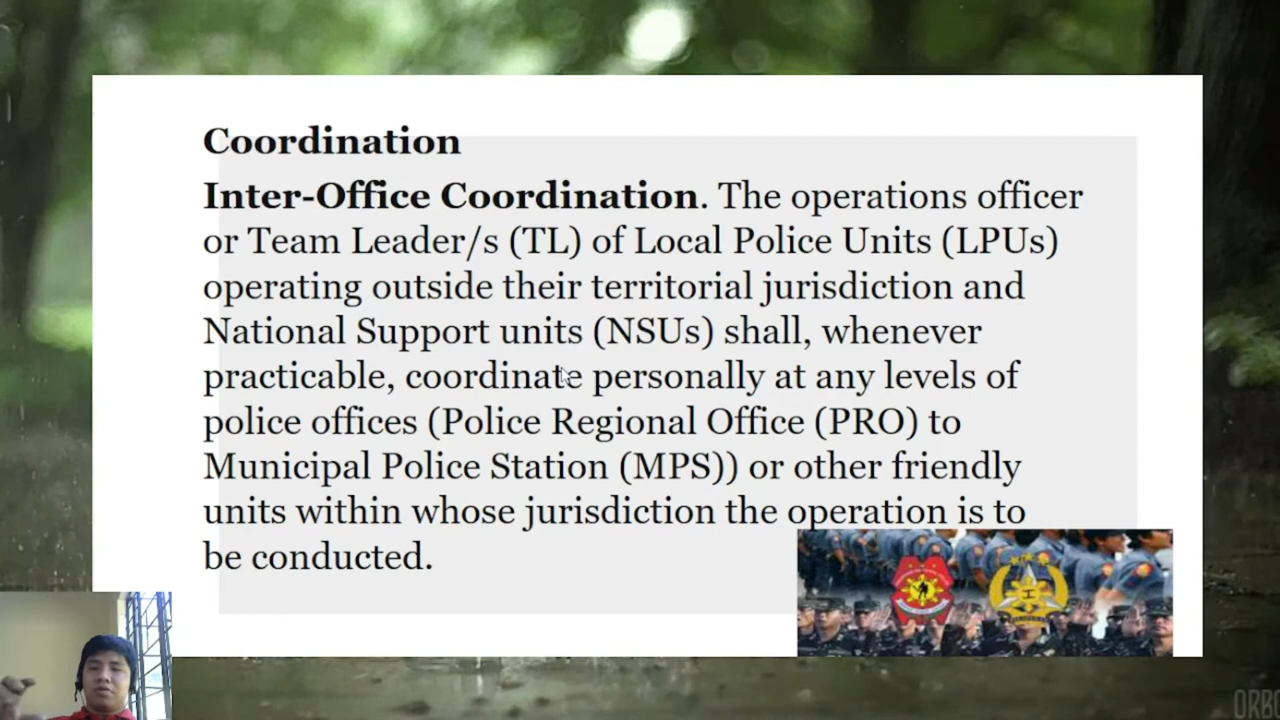 Coordination
Inter-Office Coordination. The operations officer
or Team Leader/s (TL) of Local Police Units (LPUs)
operating outside their territorial jurisdiction and
National Support units (NSUs) shall, whenever
practicable, coordinate personally at any levels of
police offices (Police Regional Office (PRO) to
Municipal Police Station (MPS)) or other friendly
units within whose jurisdiction the operation is to
be conducted.